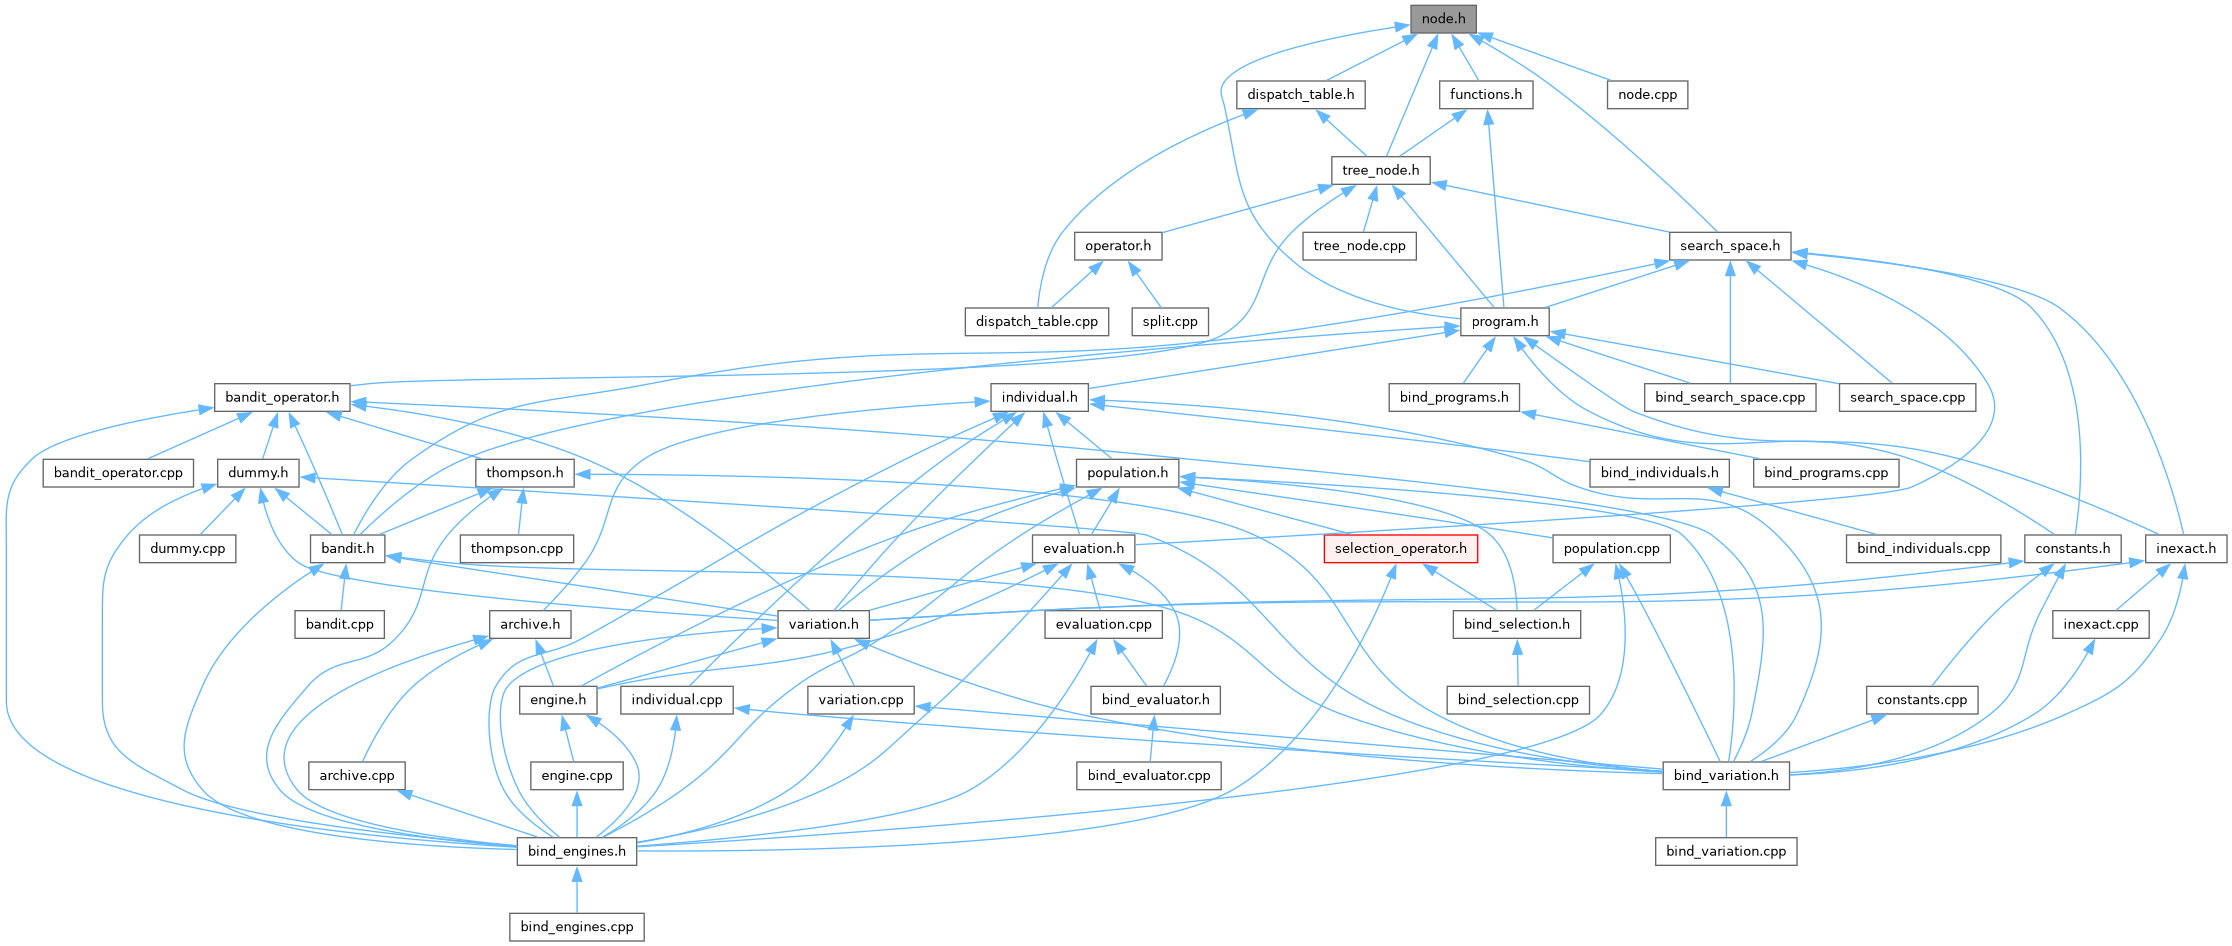 node.h
dispatch_table.h
functions.h
node.cpp
tree_node.h
operator.h
tree_node.cpp
search_space.h
dispatch_table.cpp
split.cpp
program.h
bandit_operator.h
individual.h
bind_programs.h
bind_search_space.cpp
search_space.cpp
bandit_operator.cpp
dummy.h
thompson.h
population.h
bind_individuals.h
bind_programs.cpp
dummy.cpp
bandit.h
thompson.cpp
evaluation.h
selection_operator.h
population.cpp
bind_individuals.cpp
constants.h
inexact.h
bandit.cpp
archive.h
variation.h
evaluation.cpp
bind_selection.h
inexact.cpp
engine.h
individual.cpp
variation.cpp
bind_evaluator.h
bind_selection.cpp
constants.cpp
archive.cpp
engine.cpp
bind_evaluator.cpp
bind_variation.h
bind_engines.h
bind_variation.cpp
bind_engines.cpp